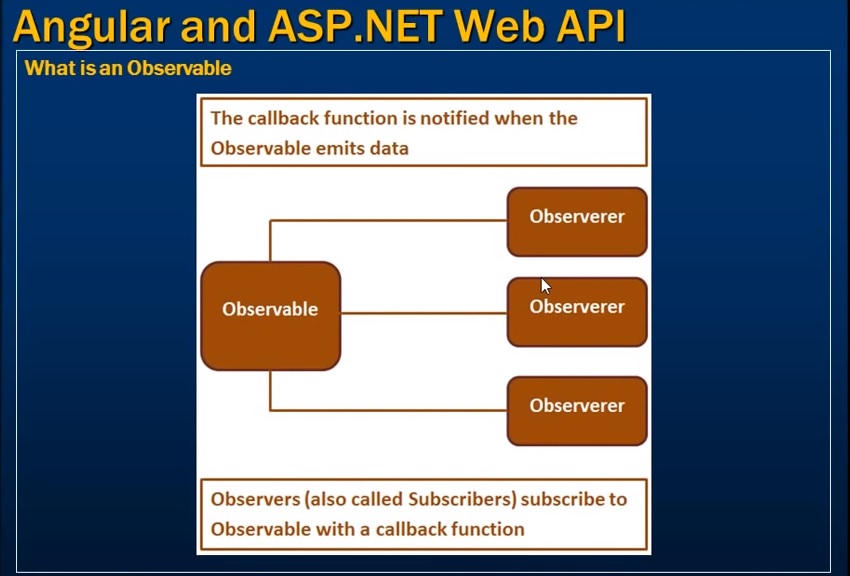 Angular and ASP.NET Web API
What is an Observable
The callback function is notified when the
Observable emits data
Observerer
Observable
Observerer
Observerer
Observers (also called Subscribers) subscribe to
Observable with a callback function